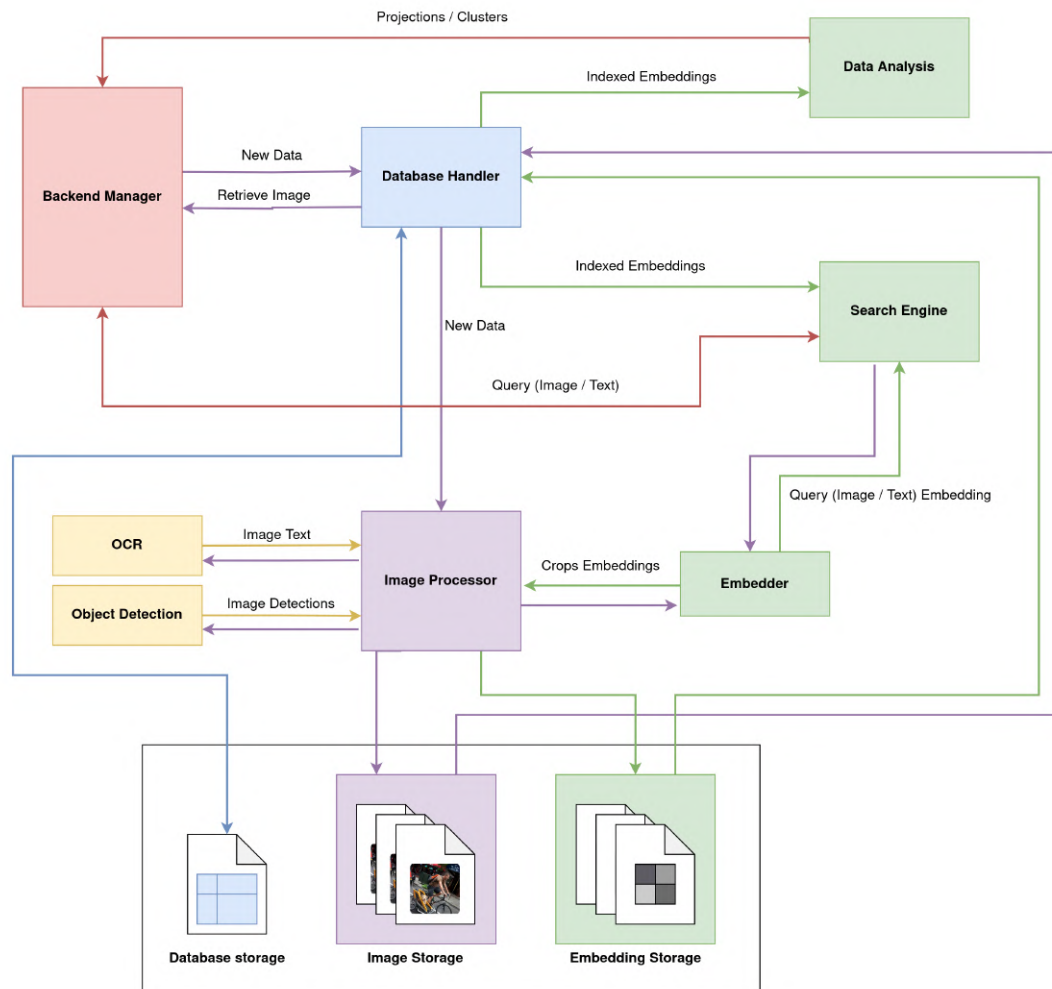 Projections / Clusters
Data Analysis
Indexed Embeddings
Backend Manager
New Data
Database Handler
Retrieve Image
Indexed Embeddings
Search Engine
New Data
Query (Image / Text)
Query (Image / Text) Embedding
OCR
Image Text
Image Processor
Crops Embeddings
Embedder
Object Detection
Image Detections
Database storage
Image Storage
Embedding Storage